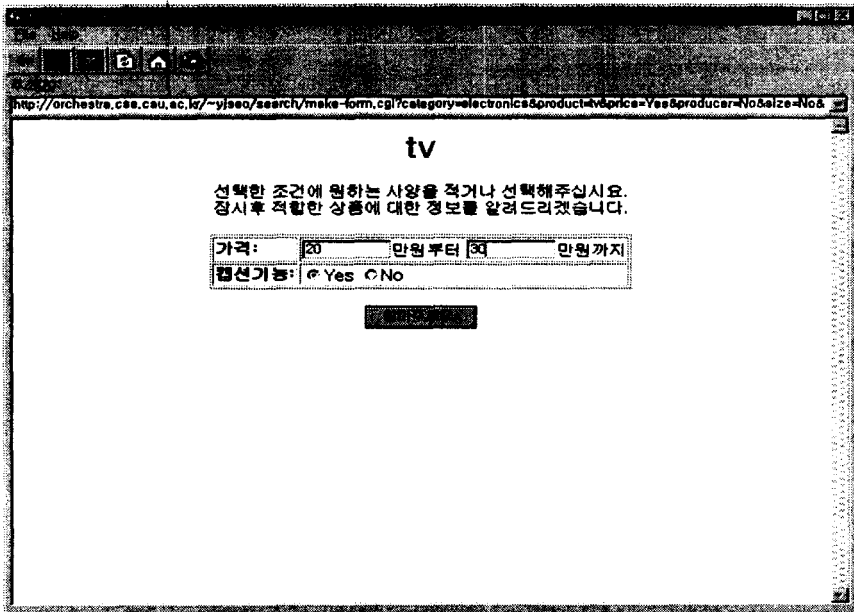 http://orchestra.cse.cau.ac.kr/~yjseo/search/make-form.cgi?category=electronics&product=tv&price=Yes&producer=No&size=No&
tv
선택한 조건에 원하는 사양을 적거나 선택해주십시요.
잠시후 적합한 상품에 대한 정보를 알려드리겠습니다.
가격: 20 만원부터 30 만원까지
캡션기능: Yes No